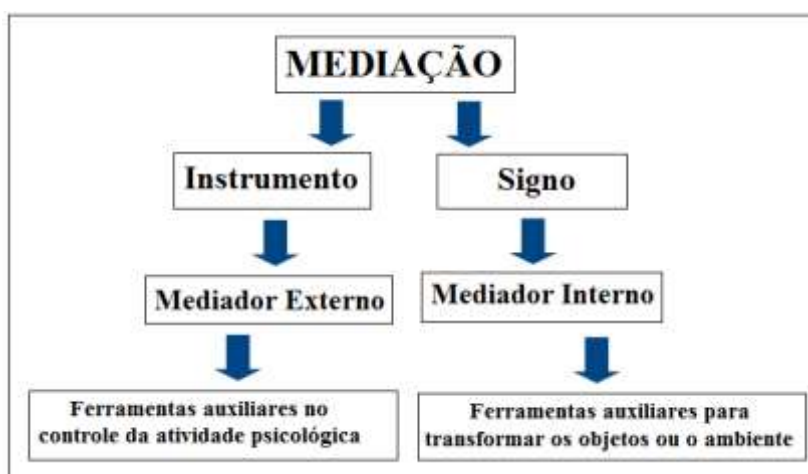 MEDIAÇÃO
Instrumento
Signo
Mediador Externo
Mediador Interno
Ferramentas auxiliares no
controle da atividade psicológica
Ferramentas auxiliares para
transformar os objetos ou o ambiente